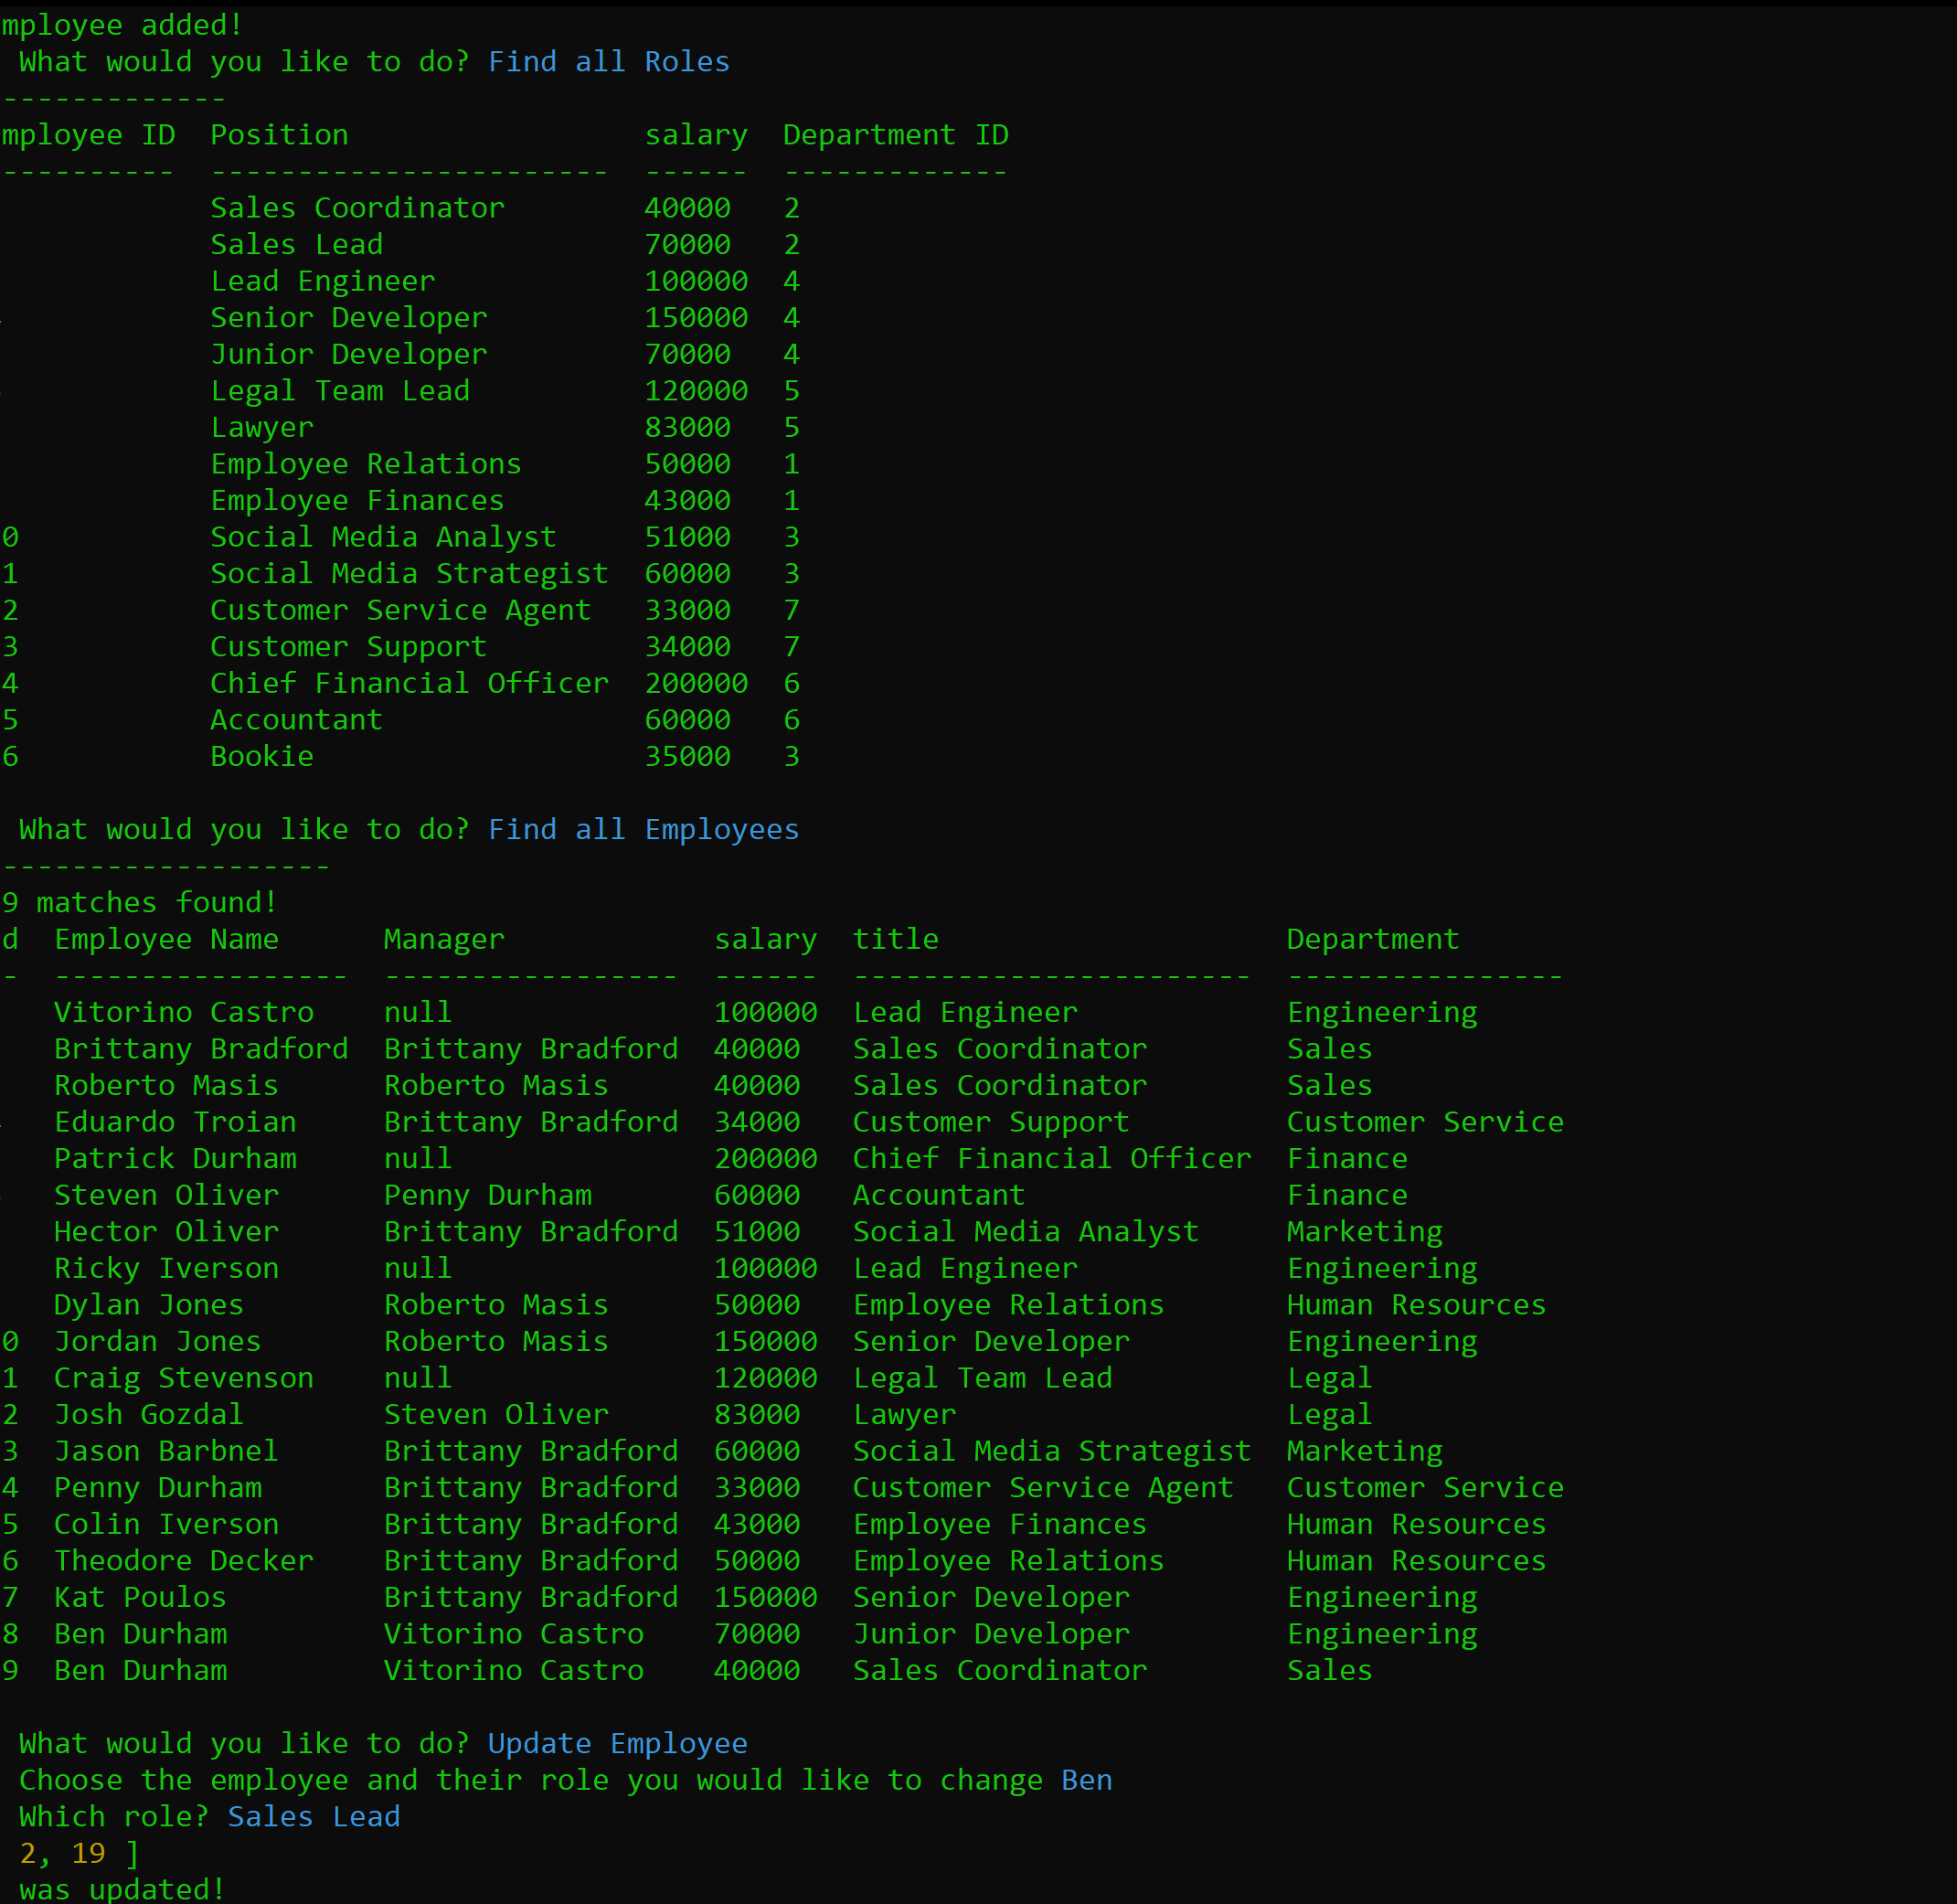 mployee added!
What would you like to do? Find all Roles
-------------
mployee ID  Position                 salary  Department ID
----------  -----------------------  ------  -------------
            Sales Coordinator        40000   2
            Sales Lead               70000   2
            Lead Engineer            100000  4
            Senior Developer         150000  4
            Junior Developer         70000   4
            Legal Team Lead          120000  5
            Lawyer                   83000   5
            Employee Relations       50000   1
            Employee Finances        43000   1
0           Social Media Analyst     51000   3
1           Social Media Strategist  60000   3
2           Customer Service Agent   33000   7
3           Customer Support         34000   7
4           Chief Financial Officer  200000  6
5           Accountant               60000   6
6           Bookie                   35000   3
What would you like to do? Find all Employees
-------------------
9 matches found!
d  Employee Name      Manager            salary  title                    Department
-  -----------------  -----------------  ------  -----------------------  ----------------
   Vitorino Castro    null               100000  Lead Engineer            Engineering
   Brittany Bradford  Brittany Bradford  40000   Sales Coordinator        Sales
   Roberto Masis      Roberto Masis      40000   Sales Coordinator        Sales
   Eduardo Troian     Brittany Bradford  34000   Customer Support         Customer Service
   Patrick Durham     null               200000  Chief Financial Officer  Finance
   Steven Oliver      Penny Durham       60000   Accountant               Finance
   Hector Oliver      Brittany Bradford  51000   Social Media Analyst     Marketing
   Ricky Iverson      null               100000  Lead Engineer            Engineering
   Dylan Jones        Roberto Masis      50000   Employee Relations       Human Resources
0  Jordan Jones       Roberto Masis      150000  Senior Developer         Engineering
1  Craig Stevenson    null               120000  Legal Team Lead          Legal
2  Josh Gozdal        Steven Oliver      83000   Lawyer                   Legal
3  Jason Barbnel      Brittany Bradford  60000   Social Media Strategist  Marketing
4  Penny Durham       Brittany Bradford  33000   Customer Service Agent   Customer Service
5  Colin Iverson      Brittany Bradford  43000   Employee Finances        Human Resources
6  Theodore Decker    Brittany Bradford  50000   Employee Relations       Human Resources
7  Kat Poulos         Brittany Bradford  150000  Senior Developer         Engineering
8  Ben Durham         Vitorino Castro    70000   Junior Developer         Engineering
9  Ben Durham         Vitorino Castro    40000   Sales Coordinator        Sales
What would you like to do? Update Employee
Choose the employee and their role you would like to change Ben
Which role? Sales Lead
2, 19 ]
was updated!